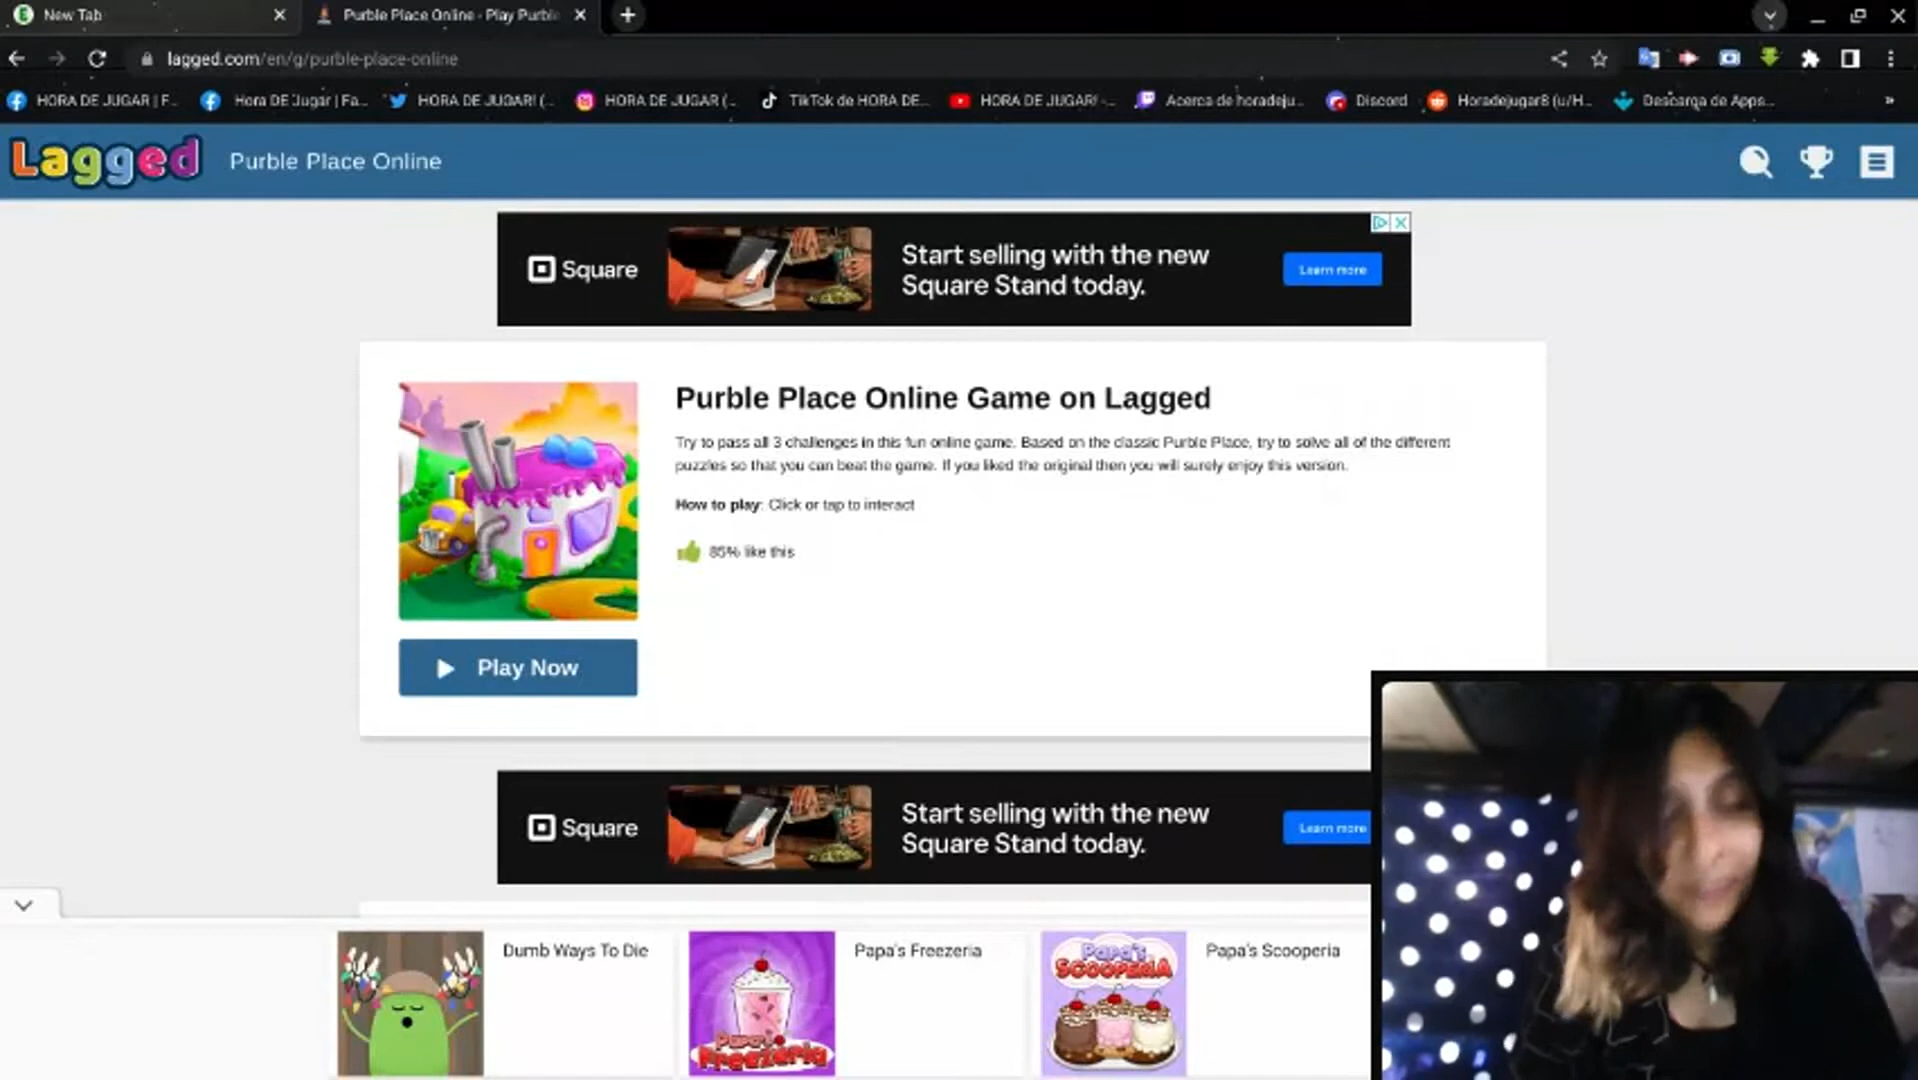 New Tab
Purble Place Online - Play Purble
lagged.com/en/g/purble-place-online
HORA DE JUGAR | F...
Hora DE Jugar | Fa...
HORA DE JUGAR! (...
HORA DE JUGAR (...
TikTok de HORA DE...
HORA DE JUGAR! -...
Acerca de horadeju...
Discord
Horadejugar8 (u/H...
Descarga de Apps...
Lagged
Purble Place Online
Square
Start selling with the new
Square Stand today.
Learn more
Purble Place Online Game on Lagged
Try to pass all 3 challenges in this fun online game. Based on the classic Purble Place, try to solve all of the different
puzzles so that you can beat the game. If you liked the original then you will surely enjoy this version.
How to play: Click or tap to interact
85% like this
Play Now
Square
Start selling with the new
Square Stand today.
Learn more
Dumb Ways To Die
Papa's Freezeria
Papa's
Freezeria
Papa's Scooperia
Papa's
SCOOPERIA